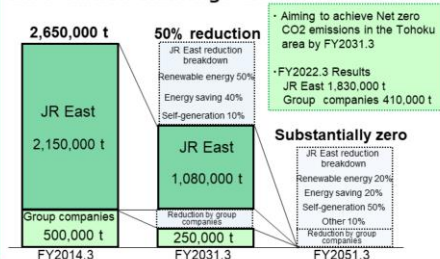 2,650,000 t
50% reduction
JR East reduction
breakdown
Renewable energy 50%
Energy saving 40%
Self-generation 10%
· Aiming to achieve Net zero
CO2 emissions in the Tohoku
area by FY2031.3
·FY2022.3 Results
JR East 1,830,000 t
Group companies 410,000 t
JR East
2,150,000 t
JR East
1,080,000 t
Substantially zero
JR East reduction
breakdown
Renewable energy 20%
Energy saving 20%
Self-generation 50%
Other 10%
Group companies
500,000 t
Reduction by group
companies
250,000 t
Reduction by group
companies
FY2014.3
FY2031.3
FY2051.3